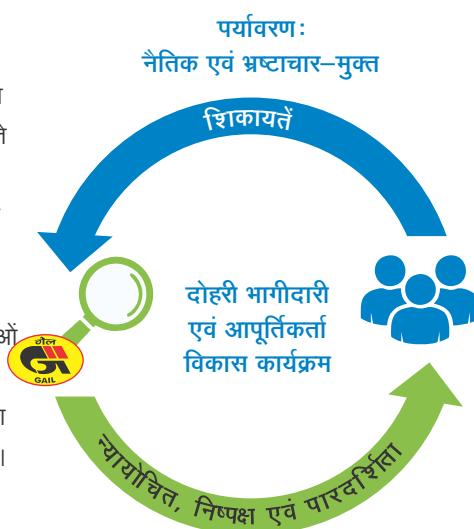 पर्यावरण:
नैतिक एवं भ्रष्टाचार–मुक्त
शिकायतें
दोहरी भागीदारी
एवं आपूर्तिकर्ता
विकास कार्यक्रम
गेल
GAIL
न्यायोचित, निष्पक्ष एवं पारदर्शिता